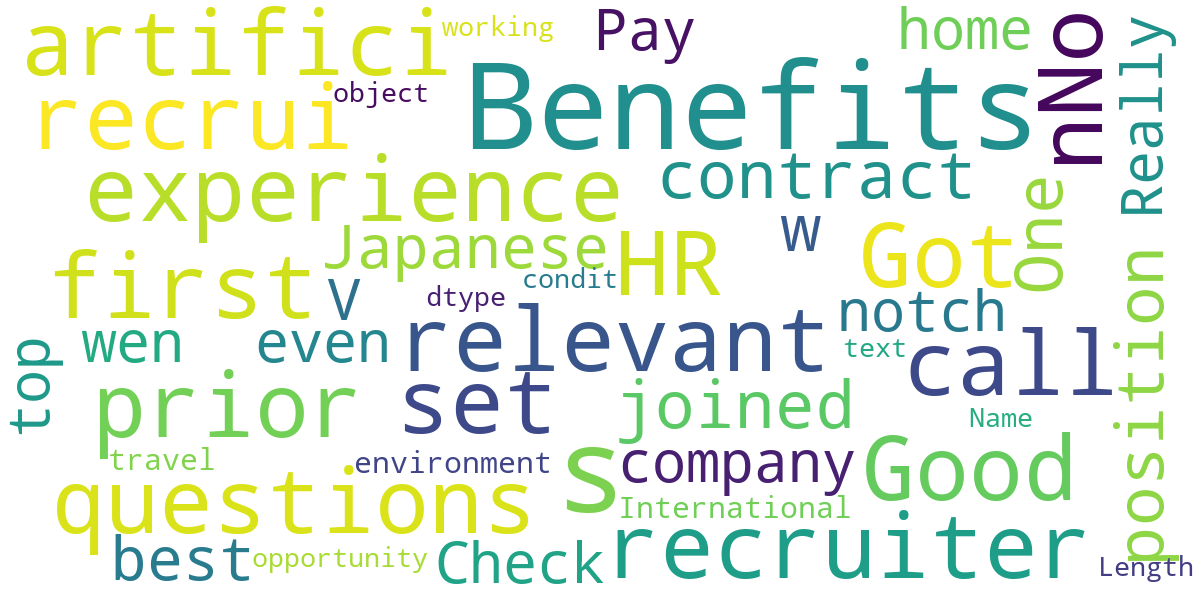 artifici
working
Pay
home
nNo
Really
recrui
object
Benefits
experience
contract
One
Japanese
HR
W
Got
first
V
dtype
condit
notch
position
top
wen
even
relevant
text
call
prior
set
joined
Name
travel
environment
s
company
Good
questions
International
best
opportunity
Check
recruiter
Length